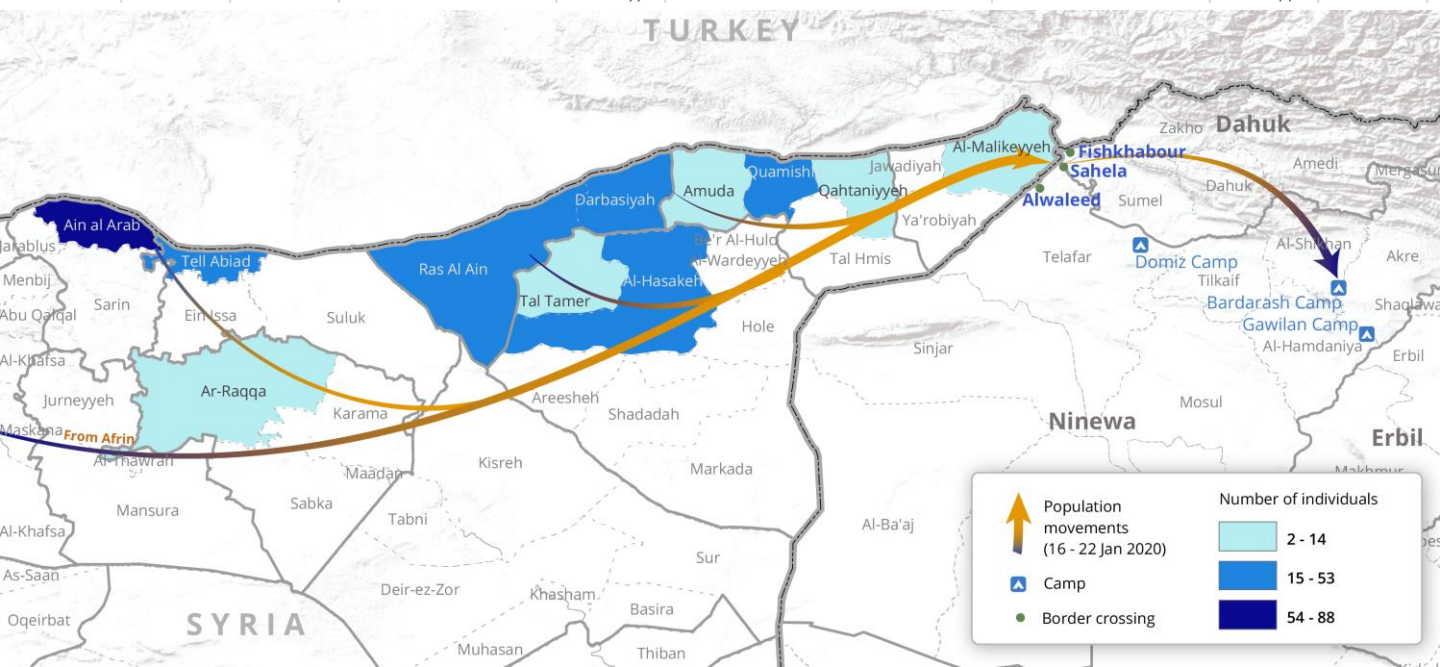 TURKEY
Zakho
Dahuk
Al-Malikeyyeh
Fishkhabour
Amedi
Jawadiyah
Sahela
Quamishl
Dahuk
Darbasiyah
Amuda
Qahtaniyyeh
Alwaleed
Sumel
Ya'robiyah
Ain al Arab
Jarablus
Al-Shikhan
Akre
Telafar
Domiz Camp
Tell Abiad
Ras Al Ain
Al-Wardeyyeh
Tal Hmis
Menbij
Al-Hasakeh
Tilkaif
Tal Tamer
Bardarash Camp
Sarin
Abu Qalqal
Ein Issa
Suluk
Hole
Gawilan Camp
Al-Hamdaniya
Sinjar
Erbil
Al-Khafsa
Ar-Raqqa
Jurneyyeh
Karama
Areesheh
Shadadah
Mosul
Ninewa
Erbil
Maskana
From Afrin
Al-Thawrah
Kisreh
Markada
Maadan
Makhmur
Mansura
Sabka
Tabni
Al-Khafsa
Al-Ba'aj
Sur
As-Saan
Deir-ez-Zor
Khasham
Basira
Oqeirbat
SYRIA
Muhasan
Thiban
Population
movements
(16 - 22 Jan 2020)
Camp
Border crossing
Number of individuals
2 - 14
15 - 53
54 - 88